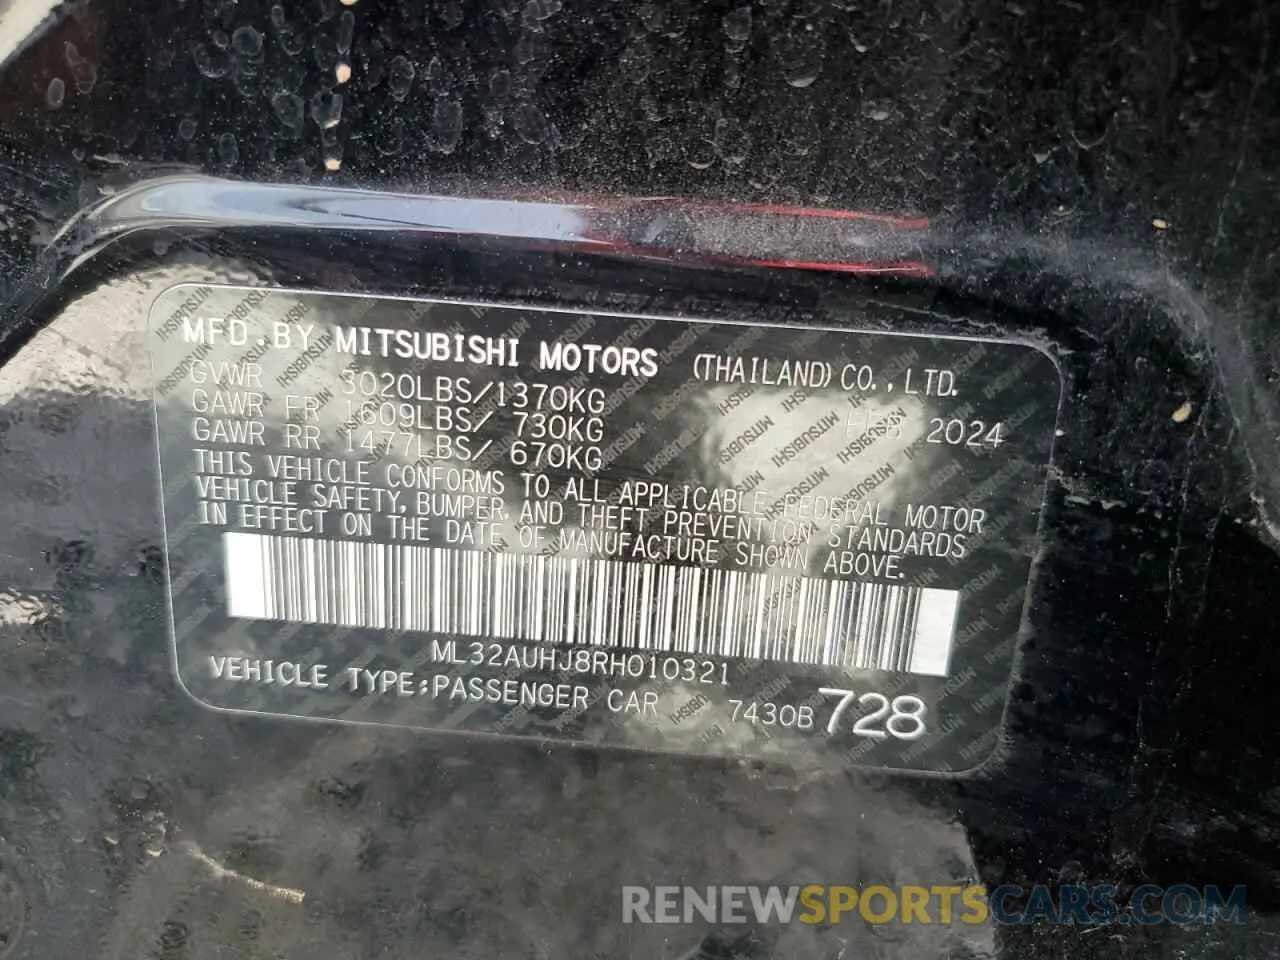 MFD.BY MITSUBISHI MOTORS (THAILAND) CO., LTD.
GVWR 3020LBS/1370KG
FEB 2024
GAWR FR 1609LBS/ 730KG
GAWR RR 1477LBS/ 670KG
THIS VEHICLE CONFORMS TO ALL APPLICABLE FEDERAL MOTOR
VEHICLE SAFETY, BUMPER, AND THEFT PREVENTION STANDARDS
IN EFFECT ON THE DATE OF MANUFACTURE SHOWN ABOVE.
ML32AUHJ8RH010321
VEHICLE TYPE:PASSENGER CAR 7430B 728
RENEWSPORTSCARS.COM